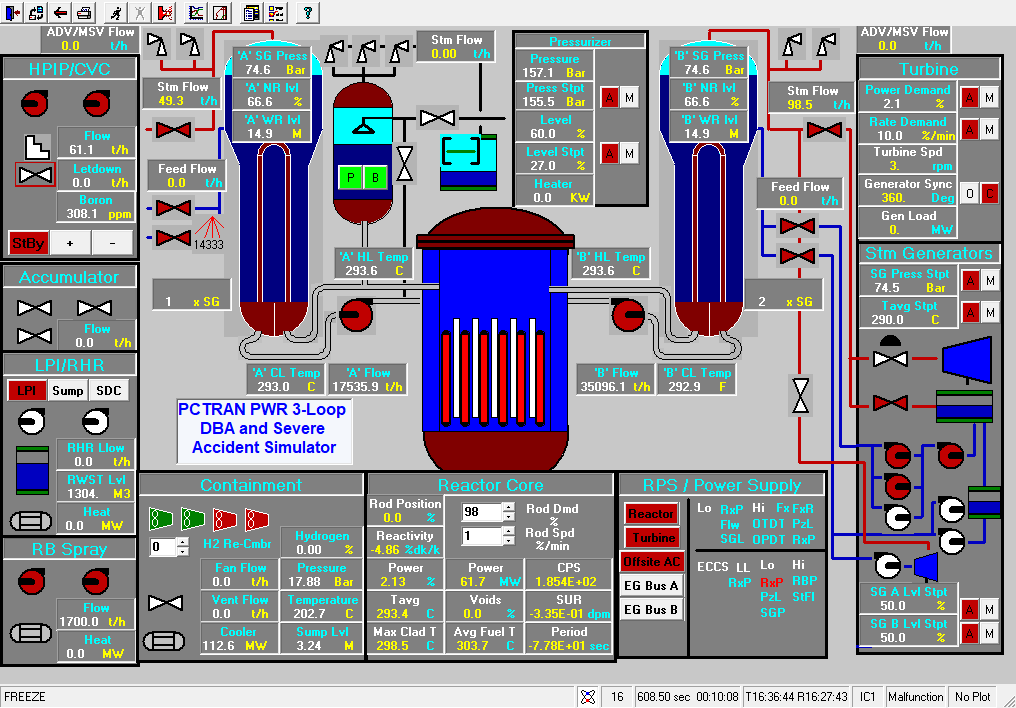 ADV/MSV Flow
0.0 t/h
HPIP/CVC
Flow
61.1 t/h
Letdown
0.0 t/h
Boron
308.1 ppm
StBy + -
Accumulator
Flow
0.0 t/h
LPI/RHR
LPI Sump SDC
RHR Llow
0.0 t/h
RWST Lvl
1304. M3
Heat
0.0 MW
RB Spray
Flow
1700.0 t/h
Heat
0.0 MW
Stm Flow
49.3 t/h
Feed Flow
0.0 t/h
14333
1 x SG
'A' SG Press
74.6 Bar
'A' NR lvl
66.6 %
'A' WR lvl
14.9 M
P B
Stm Flow
0.00 t/h
Pressurizer
Pressure
157.1 Bar
Press Stpt
155.5 Bar
A M
Level
60.0 %
Level Stpt
27.0 %
A M
Heater
0.0 KW
'B' SG Press
74.6 Bar
'B' NR lvl
66.6 %
'B' WR lvl
14.9 M
Stm Flow
98.5 t/h
Feed Flow
0.0 t/h
2 x SG
'A' HL Temp
293.6 C
'B' HL Temp
293.6 C
'A' CL Temp
293.0 C
'A' Flow
17535.9 t/h
'B' Flow
35096.1 t/h
'B' CL Temp
292.9 F
PCTRAN PWR 3-Loop
DBA and Severe
Accident Simulator
ADV/MSV Flow
0.0 t/h
Turbine
Power Demand
2.1 %
A M
Rate Demand
10.0 %/min
A M
Turbine Spd
3. rpm
Generator Sync
360. Deg
O C
Gen Load
0. MW
Stm Generators
SG Press Stpt
74.5 Bar
A M
Tavg Stpt
290.0 C
A M
SG A Lvl Stpt
50.0 %
A M
SG B Lvl Stpt
50.0 %
A M
Containment
0
H2 Re-Cmbr
Hydrogen
0.00 %
Fan Flow
0.0 t/h
Pressure
17.88 Bar
Vent Flow
0.0 t/h
Temperature
202.7 C
Cooler
112.6 MW
Sump Lvl
3.24 M
Reactor Core
Rod Position
0.0 %
98
Rod Dmd
%
Reactivity
-4.86 %dk/k
1
Rod Spd
%/min
Power
2.13 %
Power
61.7 MW
CPS
1.854E+02
Tavg
293.4 C
Voids
0.0 %
SUR
-3.35E-01 dpm
Max Clad T
298.5 C
Avg Fuel T
303.7 C
Period
-7.78E+01 sec
RPS / Power Supply
Reactor
Turbine
Offsite AC
EG Bus A
EG Bus B
Lo RxP Hi FxFxR
Flw OTDT PzL
SGL OPDT RxP
ECCS LL Lo Hi
RxP RxP RBP
PzL StFl
SGP
FREEZE
16
608.50 sec 00:10:08
T16:36:44 R16:27:43
IC1
Malfunction
No Plot